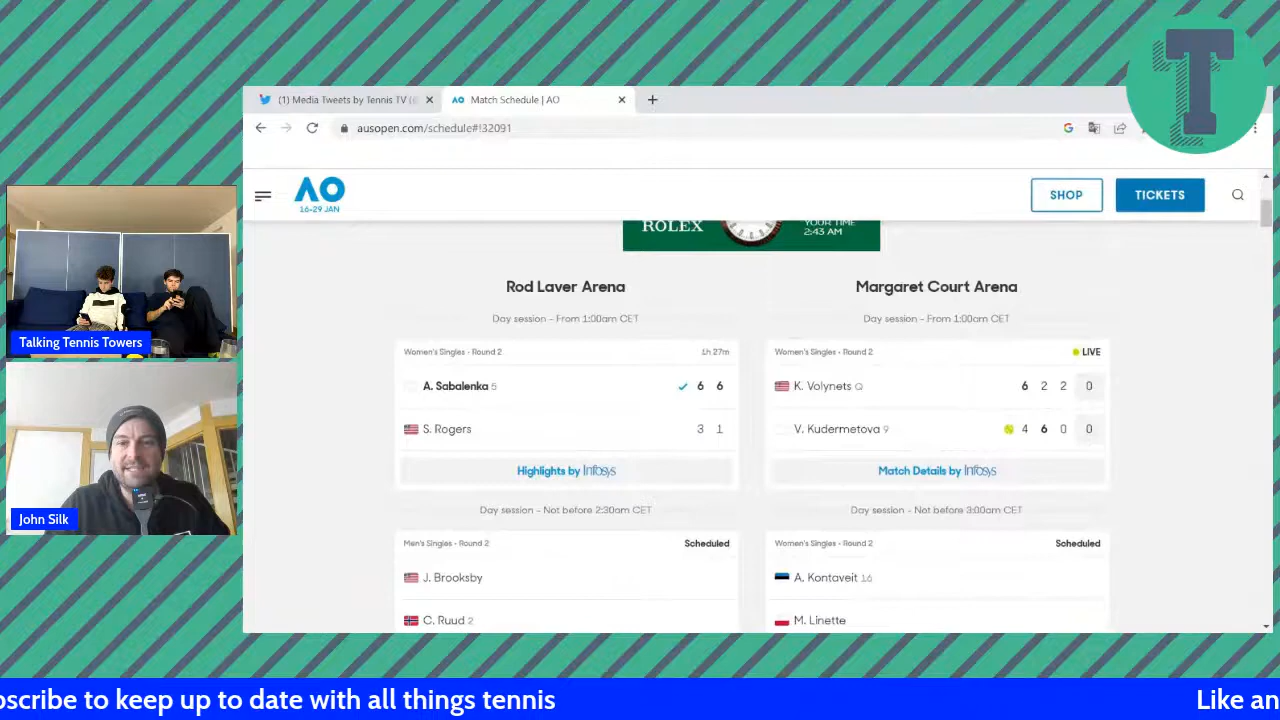 (1) Media Tweets by Tennis TV
Match Schedule | AO
ausopen.com/schedule#!32091
T
AO
16-29 JAN
SHOP
TICKETS
ROLEX
YOUR TIME
2:43 AM
Rod Laver Arena
Day session - From 1:00am CET
Women's Singles - Round 2 1h 27m
A. Sabalenka 5 6 6
S. Rogers 3 1
Highlights by Infosys
Day session - Not before 2:30am CET
Men's Singles - Round 2 Scheduled
J. Brooksby
C. Ruud 2
Margaret Court Arena
Day session - From 1:00am CET
Women's Singles - Round 2 LIVE
K. Volynets Q 6 2 2 0
V. Kudermetova 9 4 6 0 0
Match Details by Infosys
Day session - Not before 3:00am CET
Women's Singles - Round 2 Scheduled
A. Kontaveit 16
M. Linette
Talking Tennis Towers
John Silk
bscribe to keep up to date with all things tennis
Like an